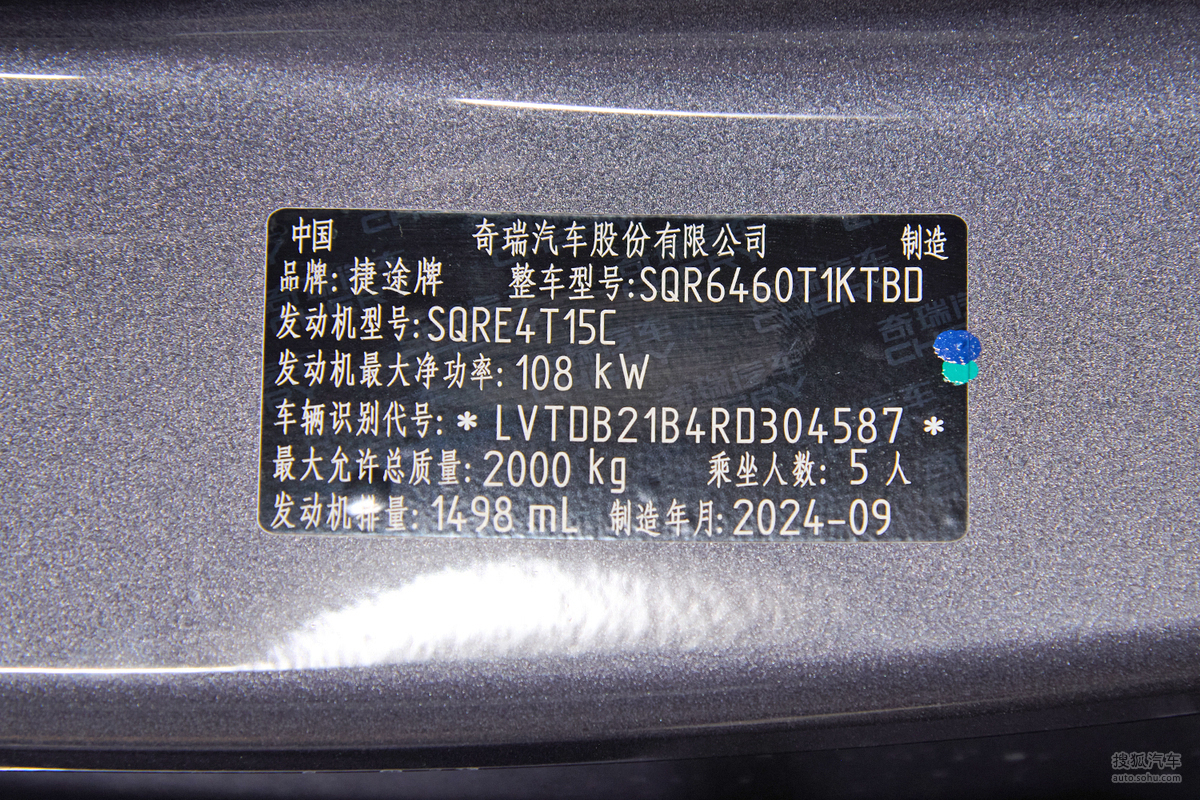 中国 奇瑞汽车股份有限公司 制造
品牌: 捷途牌 整车型号: SQR6460T1KTBD
发动机型号: SQRE4T15C
发动机最大净功率: 108 kW
车辆识别代号: * LVTDB21B4RD304587 *
最大允许总质量: 2000 kg 乘坐人数: 5 人
发动机排量: 1498 mL 制造年月: 2024-09
搜狐汽车
auto.sohu.com